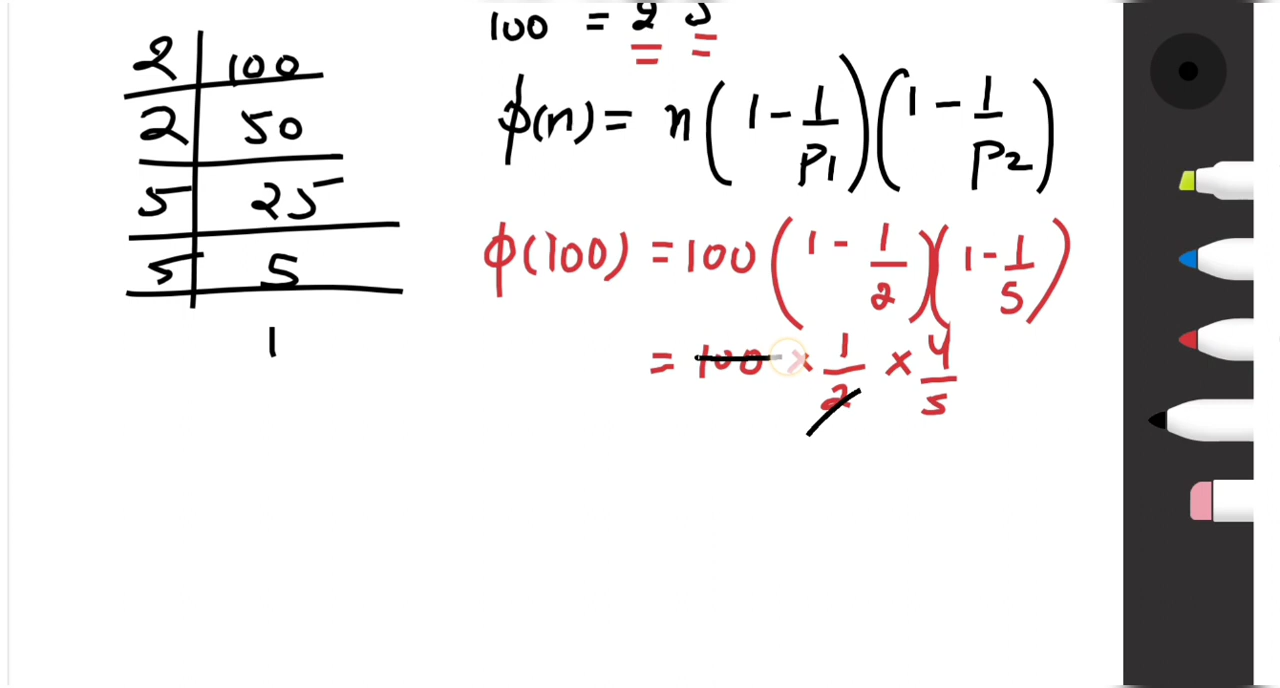 2 | 100
2 | 50
5 | 25
5 | 5
1
100 = 2 5
ϕ(n) = n(1 - 1/P1)(1 - 1/P2)
ϕ(100) = 100(1 - 1/2)(1 - 1/5)
= 100 × 1/2 × 4/5